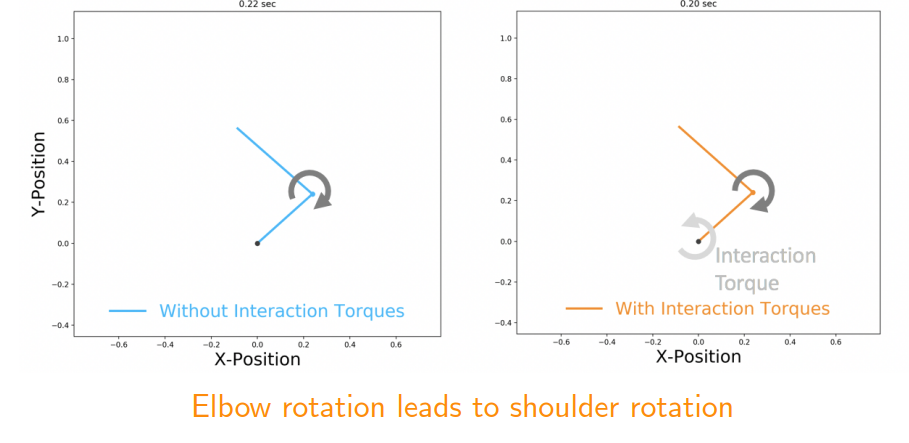 0.22 sec
1.0
0.8
0.6
0.4
0.2
0.0
−0.2
−0.4
Y-Position
Without Interaction Torques
−0.6 −0.4 −0.2 0.0 0.2 0.4 0.6
X-Position
0.20 sec
1.0
0.8
0.6
0.4
0.2
0.0
−0.2
−0.4
Interaction
Torque
With Interaction Torques
−0.6 −0.4 −0.2 0.0 0.2 0.4 0.6
X-Position
Elbow rotation leads to shoulder rotation